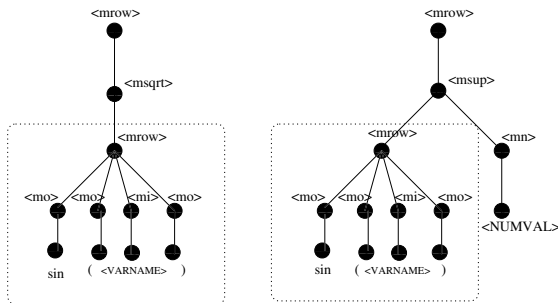 <mrow> <mrow>
<msqrt> <msup>
<mrow> <mrow> <mn>
<mo> <mo> <mi> <mo> <mo> <mo> <mi> <mo>
sin ( <VARNAME> ) sin ( <VARNAME> ) <NUMVAL>